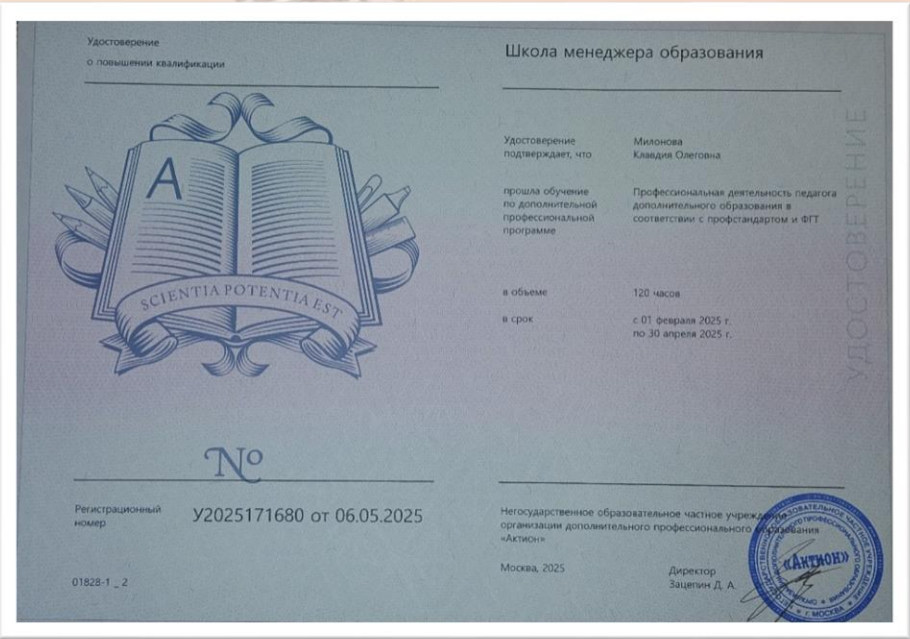 Удостоверение
о повышении квалификации
A
SCIENTIA POTENTIA EST
№
Регистрационный
номер
У2025171680 от 06.05.2025
01828-1 _ 2
Школа менеджера образования
Удостоверение
подтверждает, что
Милонова
Клавдия Олеговна
прошла обучение
по дополнительной
профессиональной
программе
Профессиональная деятельность педагога
дополнительного образования в
соответствии с профстандартом и ФГТ
в объеме
120 часов
в срок
с 01 февраля 2025 г.
по 30 апреля 2025 г.
УДОСТОВЕРЕНИЕ
Негосударственное образовательное частное учреждение
организации дополнительного профессионального образования
«Актион»
Москва, 2025
Директор
Зацепин Д. А.
«Актион»
г. МОСКВА